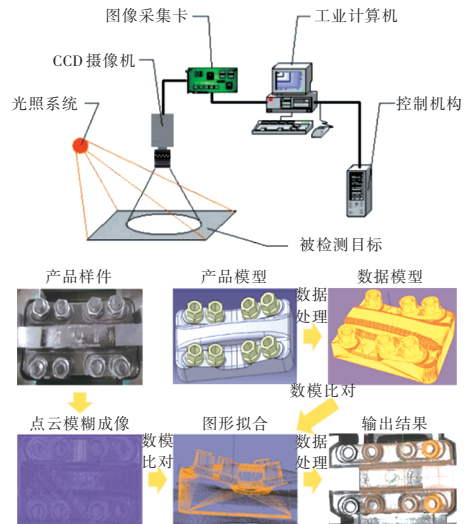 图像采集卡
工业计算机
CCD摄像机
光照系统
控制机构
被检测目标
产品样件
产品模型
数据
处理
数据模型
数模比对
点云模糊成像
数模
比对
图形拟合
数据
处理
输出结果